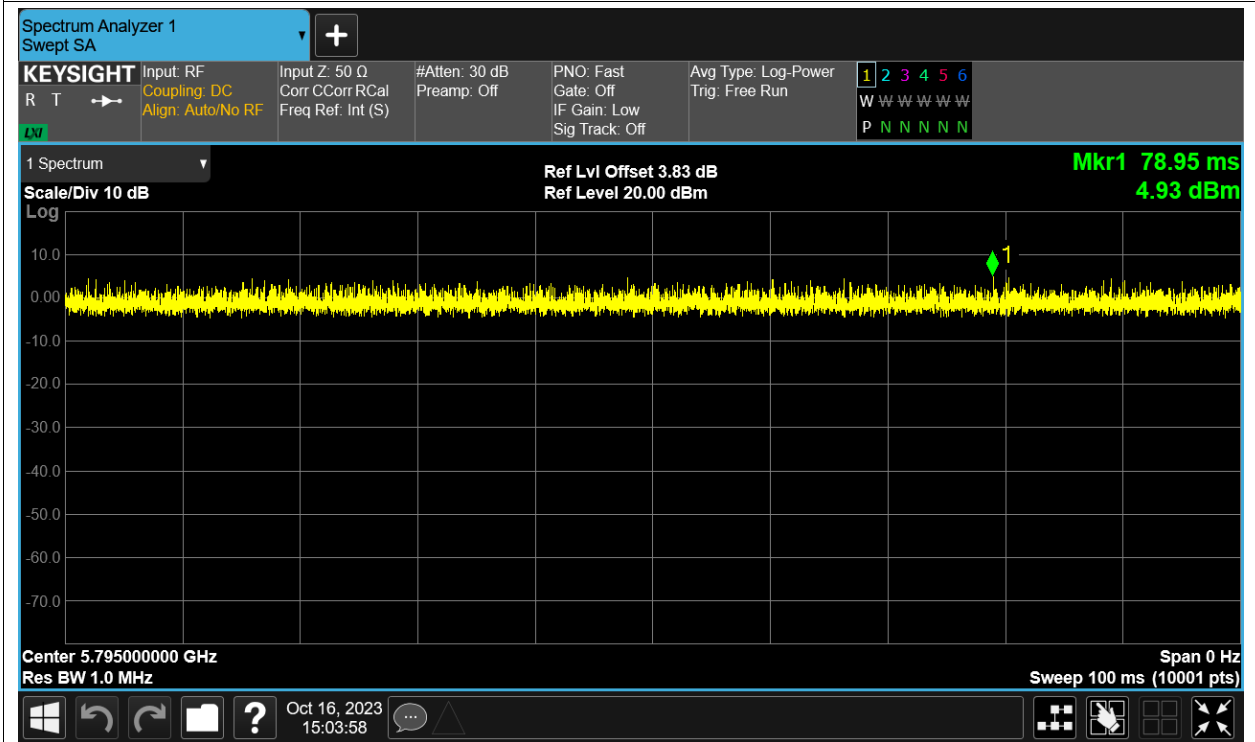 Spectrum Analyzer 1
Swept SA
KEYSIGHT
R T
LXI
Input: RF
Coupling: DC
Align: Auto/No RF
Input Z: 50 Ω
Corr CCorr RCal
Freq Ref: Int (S)
#Atten: 30 dB
Preamp: Off
PNO: Fast
Gate: Off
IF Gain: Low
Sig Track: Off
Avg Type: Log-Power
Trig: Free Run
1 2 3 4 5 6
W W W W W W
P N N N N N
1 Spectrum
Scale/Div 10 dB
Log
Ref Lvl Offset 3.83 dB
Ref Level 20.00 dBm
Mkr1 78.95 ms
4.93 dBm
1
10.0
0.00
-10.0
-20.0
-30.0
-40.0
-50.0
-60.0
-70.0
Center 5.795000000 GHz
Res BW 1.0 MHz
Span 0 Hz
Sweep 100 ms (10001 pts)
?
Oct 16, 2023
15:03:58